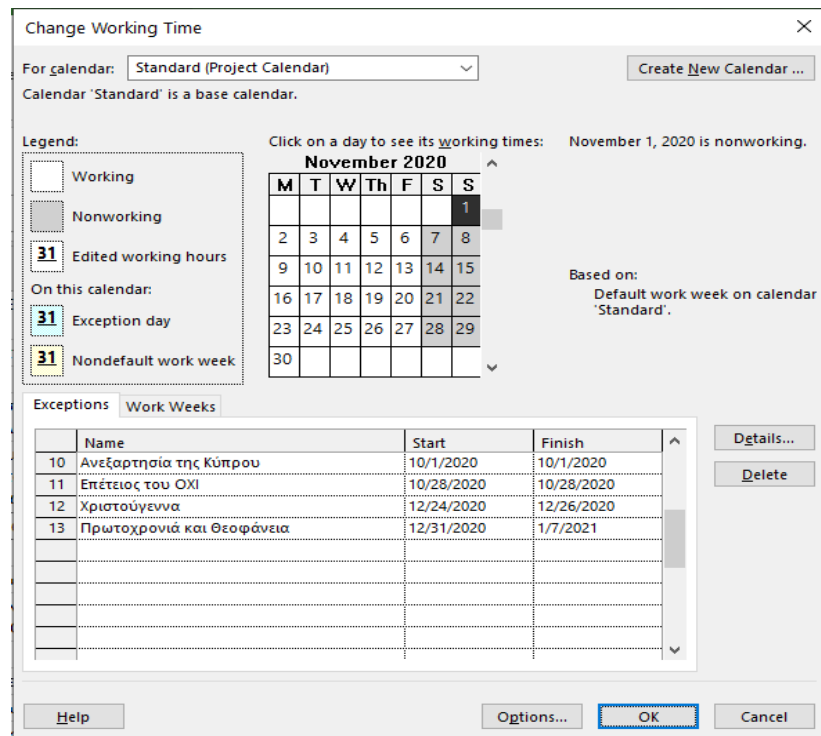 Change Working Time
For calendar: Standard (Project Calendar) Create New Calendar ...
Calendar 'Standard' is a base calendar.
Legend: Click on a day to see its working times: November 1, 2020 is nonworking.
Working
Nonworking
31 Edited working hours
On this calendar:
31 Exception day
31 Nondefault work week
November 2020
M T W Th F S S
1
2 3 4 5 6 7 8
9 10 11 12 13 14 15
16 17 18 19 20 21 22
23 24 25 26 27 28 29
30
Based on:
Default work week on calendar
'Standard'.
Exceptions Work Weeks
Name Start Finish
10 Ανεξαρτησία της Κύπρου 10/1/2020 10/1/2020
11 Επέτειος του ΟΧΙ 10/28/2020 10/28/2020
12 Χριστούγεννα 12/24/2020 12/26/2020
13 Πρωτοχρονιά και Θεοφάνεια 12/31/2020 1/7/2021
Details...
Delete
Help Options... OK Cancel